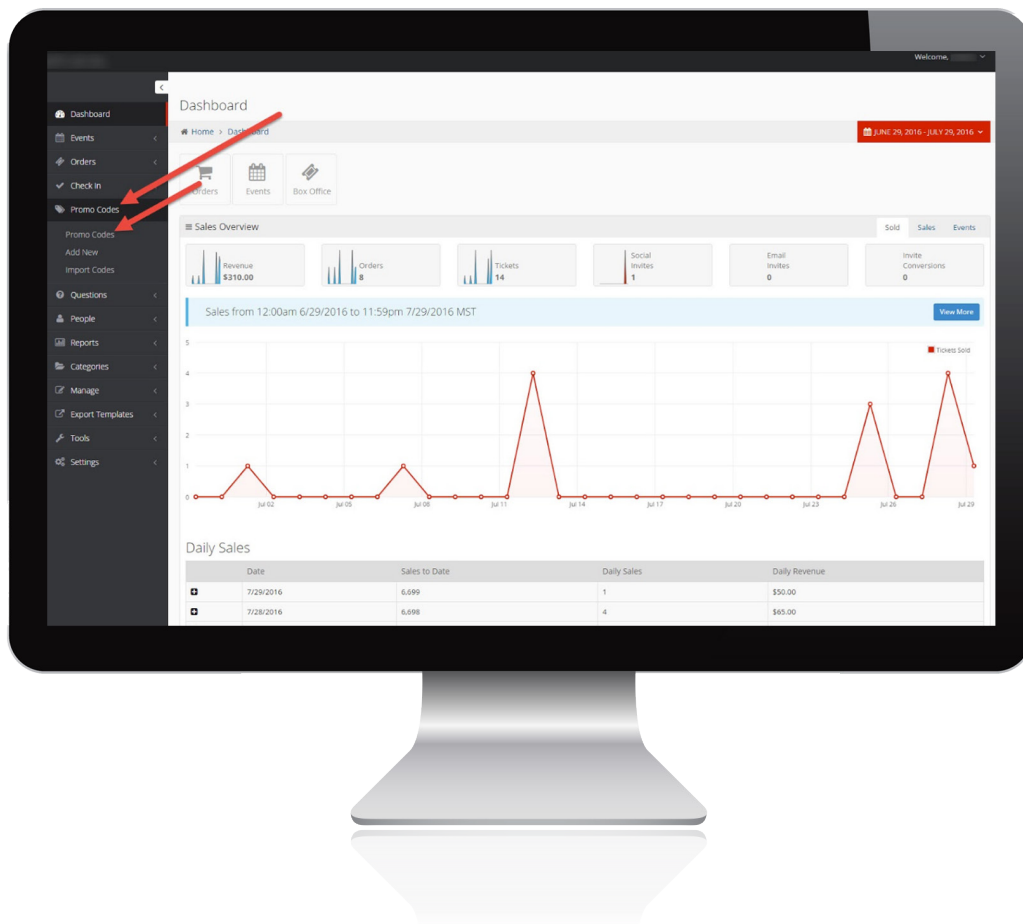 Welcome,
Dashboard
Events
Orders
Check In
Promo Codes
Promo Codes
Add New
Import Codes
Questions
People
Reports
Categories
Manage
Export Templates
Tools
Settings
Dashboard
Home > Dashboard
JUNE 29, 2016 - JULY 29, 2016
Orders
Events
Box Office
Sales Overview
Sold
Sales
Events
Revenue
$310.00
Orders
8
Tickets
14
Social
Invites
1
Email
Invites
0
Invite
Conversions
0
Sales from 12:00am 6/29/2016 to 11:59pm 7/29/2016 MST
View More
Tickets Sold
5
4
3
2
1
0
Jul 02
Jul 05
Jul 08
Jul 11
Jul 14
Jul 17
Jul 20
Jul 23
Jul 26
Jul 29
Daily Sales
Date Sales to Date Daily Sales Daily Revenue
7/29/2016 6,699 1 $50.00
7/28/2016 6,698 4 $65.00